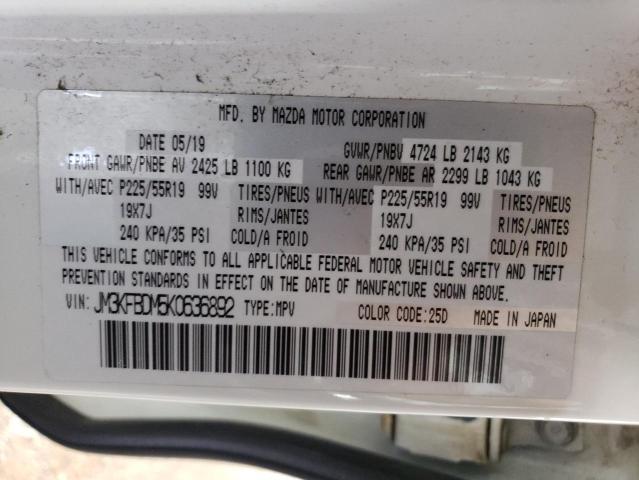 MFD. BY MAZDA MOTOR CORPORATION
DATE 05/19 GVWR/PNBV 4724 LB 2143 KG
FRONT GAWR/PNBE AV 2425 LB 1100 KG REAR GAWR/PNBE AR 2299 LB 1043 KG
WITH/AVEC P225/55R19 99V TIRES/PNEUS WITH/AVEC P225/55R19 99V TIRES/PNEUS
19X7J RIMS/JANTES 19X7J RIMS/JANTES
240 KPA/35 PSI COLD/A FROID 240 KPA/35 PSI COLD/A FROID
THIS VEHICLE CONFORMS TO ALL APPLICABLE FEDERAL MOTOR VEHICLE SAFETY AND THEFT
PREVENTION STANDARDS IN EFFECT ON THE DATE OF MANUFACTURE SHOWN ABOVE.
VIN: JM3KFBDM5K0636892 TYPE:MPV COLOR CODE:25D MADE IN JAPAN